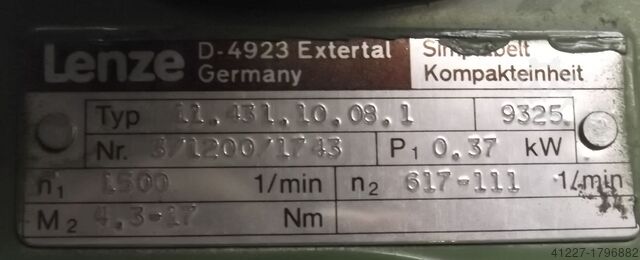 Lenze D-4923 Extertal Simplabelt
Germany Kompakteinheit
Typ 11.431.10.08.1 9325
Nr. 3/1200/1743 P1 0.37 kW
n1 1500 1/min n2 617-111 1/min
M2 4.3-17 Nm
41227-1796882